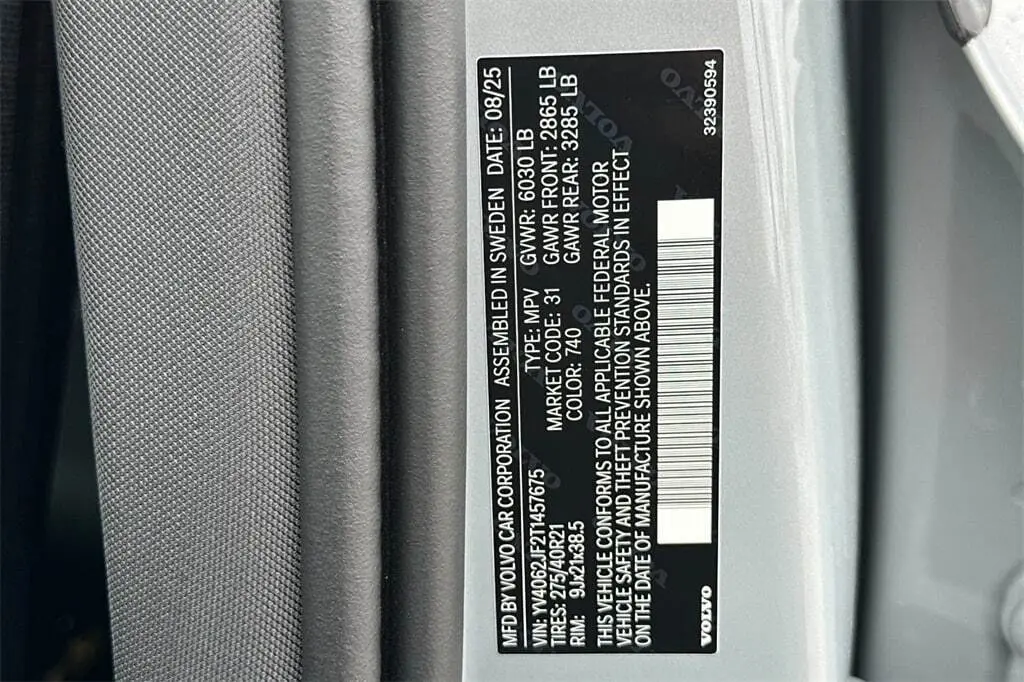 MFD BY VOLVO CAR CORPORATION ASSEMBLED IN SWEDEN DATE: 08/25
VIN: YV4062JF2T1457675 TYPE: MPV GVWR: 6030 LB
TIRES: 275/40R21 MARKET CODE: 31 GAWR FRONT: 2865 LB
RIM: 9Jx21x38.5 COLOR: 740 GAWR REAR: 3285 LB
THIS VEHICLE CONFORMS TO ALL APPLICABLE FEDERAL MOTOR
VEHICLE SAFETY AND THEFT PREVENTION STANDARDS IN EFFECT
ON THE DATE OF MANUFACTURE SHOWN ABOVE.
VOLVO 32390594